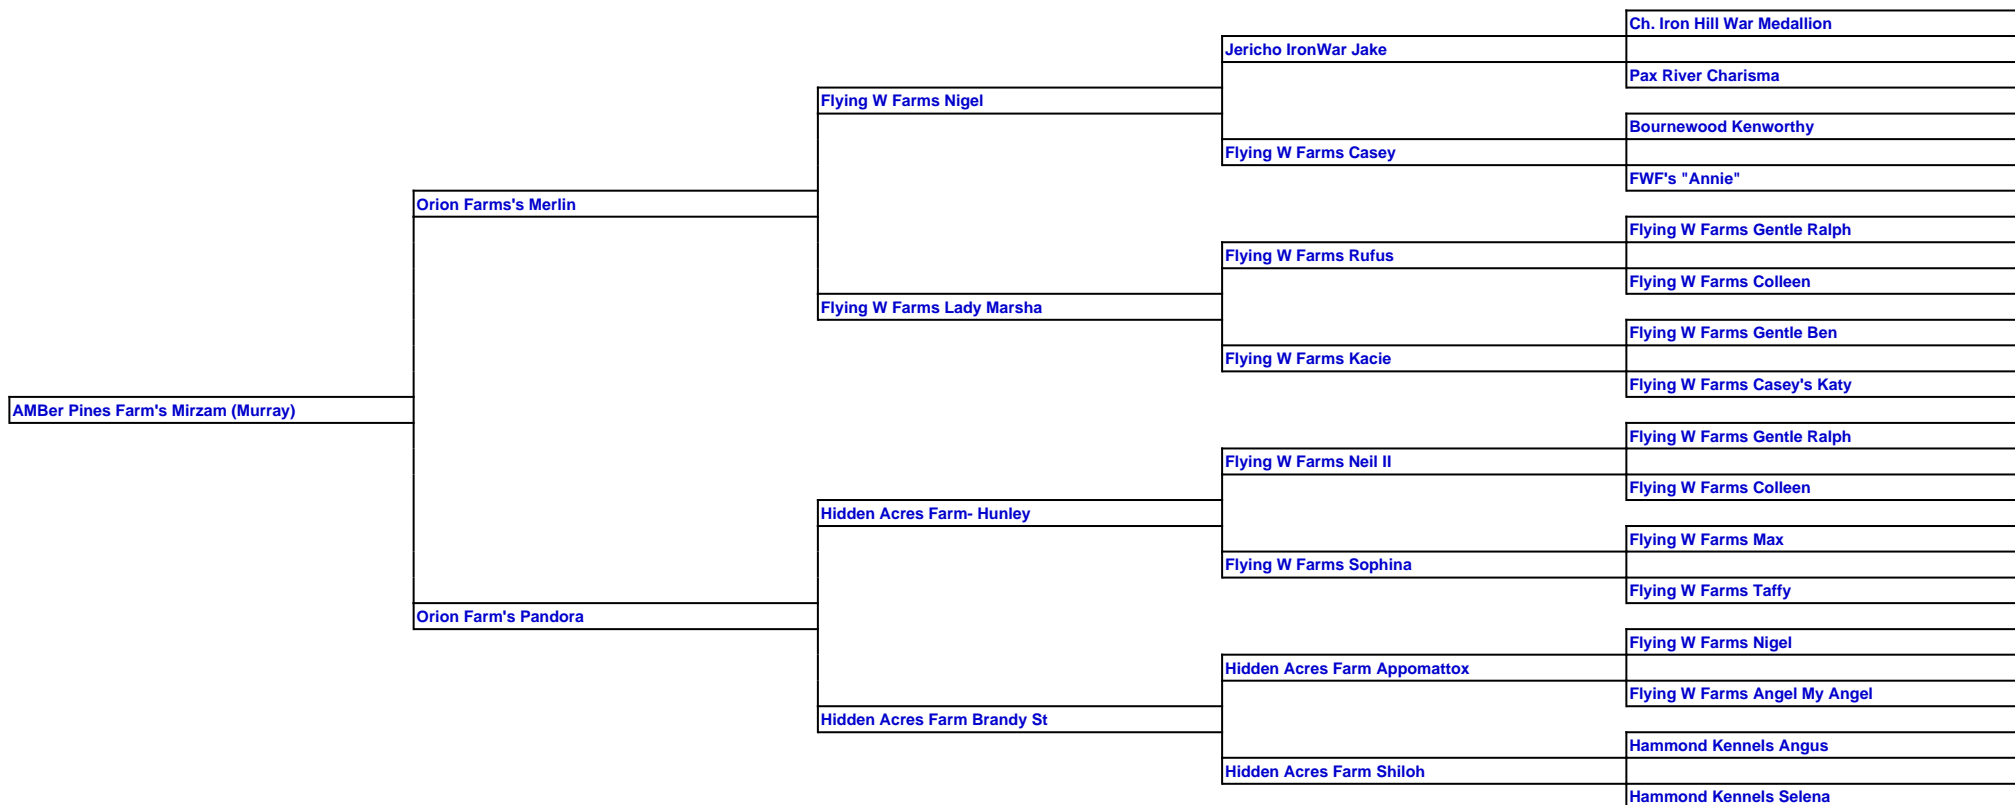 Ch. Iron Hill War Medallion
Jericho IronWar Jake
Pax River Charisma
Flying W Farms Nigel
Bournewood Kenworthy
Flying W Farms Casey
FWF's "Annie"
Orion Farms's Merlin
Flying W Farms Gentle Ralph
Flying W Farms Rufus
Flying W Farms Colleen
Flying W Farms Lady Marsha
Flying W Farms Gentle Ben
Flying W Farms Kacie
Flying W Farms Casey's Katy
AMBer Pines Farm's Mirzam (Murray)
Flying W Farms Gentle Ralph
Flying W Farms Neil II
Flying W Farms Colleen
Hidden Acres Farm- Hunley
Flying W Farms Max
Flying W Farms Sophina
Flying W Farms Taffy
Orion Farm's Pandora
Flying W Farms Nigel
Hidden Acres Farm Appomattox
Flying W Farms Angel My Angel
Hidden Acres Farm Brandy St
Hammond Kennels Angus
Hidden Acres Farm Shiloh
Hammond Kennels Selena